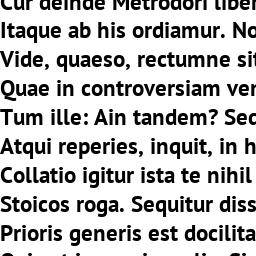 Cur deinde Metrodori liber
Itaque ab his ordiamur. No
Vide, quaeso, rectumne sit
Quae in controversiam ver
Tum ille: Ain tandem? Sed
Atqui reperies, inquit, in h
Collatio igitur ista te nihil
Stoicos roga. Sequitur diss
Prioris generis est docilita